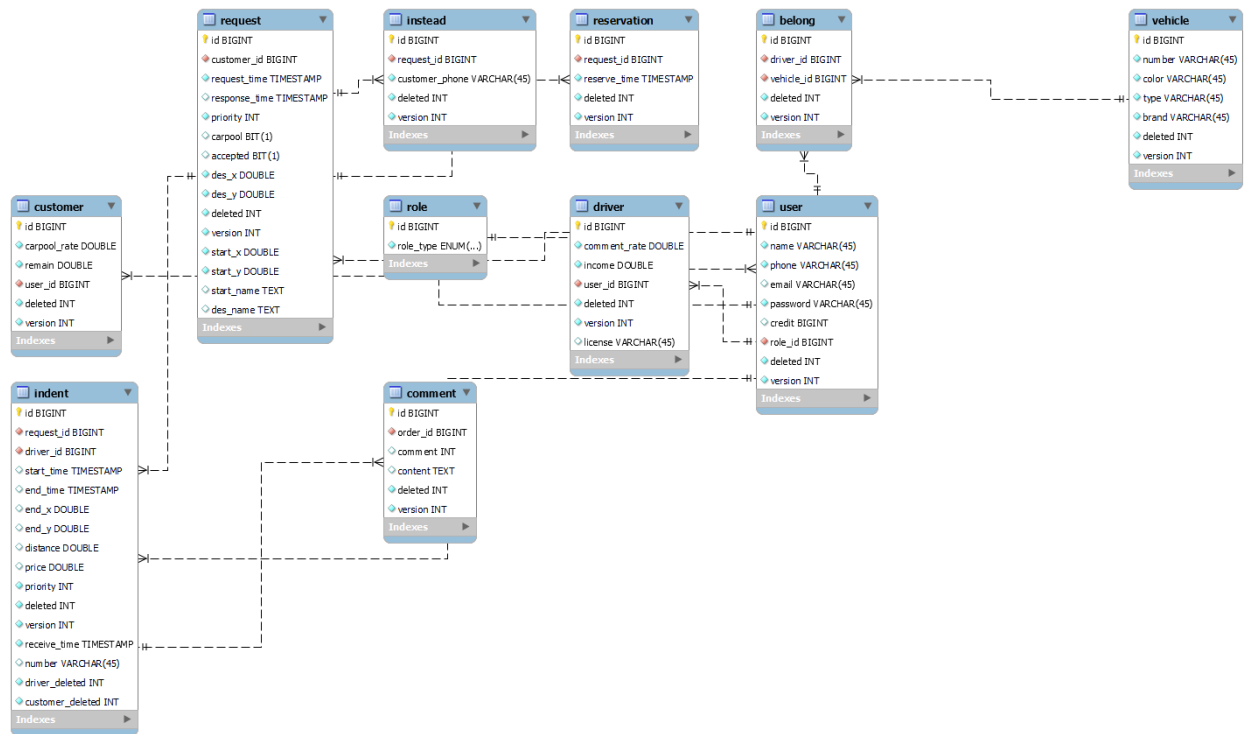 request
id BIGINT
customer_id BIGINT
request_time TIMESTAMP
response_time TIMESTAMP
priority INT
carpool BIT(1)
accepted BIT(1)
des_x DOUBLE
des_y DOUBLE
deleted INT
version INT
start_x DOUBLE
start_y DOUBLE
start_name TEXT
des_name TEXT
Indexes
instead
id BIGINT
request_id BIGINT
customer_phone VARCHAR(45)
deleted INT
version INT
Indexes
reservation
id BIGINT
request_id BIGINT
reserve_time TIMESTAMP
deleted INT
version INT
Indexes
belong
id BIGINT
driver_id BIGINT
vehicle_id BIGINT
deleted INT
version INT
Indexes
vehicle
id BIGINT
number VARCHAR(45)
color VARCHAR(45)
type VARCHAR(45)
brand VARCHAR(45)
deleted INT
version INT
Indexes
customer
id BIGINT
carpool_rate DOUBLE
remain DOUBLE
user_id BIGINT
deleted INT
version INT
Indexes
role
id BIGINT
role_type ENUM(...)
Indexes
driver
id BIGINT
comment_rate DOUBLE
income DOUBLE
user_id BIGINT
deleted INT
version INT
license VARCHAR(45)
Indexes
user
id BIGINT
name VARCHAR(45)
phone VARCHAR(45)
email VARCHAR(45)
password VARCHAR(45)
credit BIGINT
role_id BIGINT
deleted INT
version INT
Indexes
indent
id BIGINT
request_id BIGINT
driver_id BIGINT
start_time TIMESTAMP
end_time TIMESTAMP
end_x DOUBLE
end_y DOUBLE
distance DOUBLE
price DOUBLE
priority INT
deleted INT
version INT
receive_time TIMESTAMP
number VARCHAR(45)
driver_deleted INT
customer_deleted INT
Indexes
comment
id BIGINT
order_id BIGINT
comment INT
content TEXT
deleted INT
version INT
Indexes